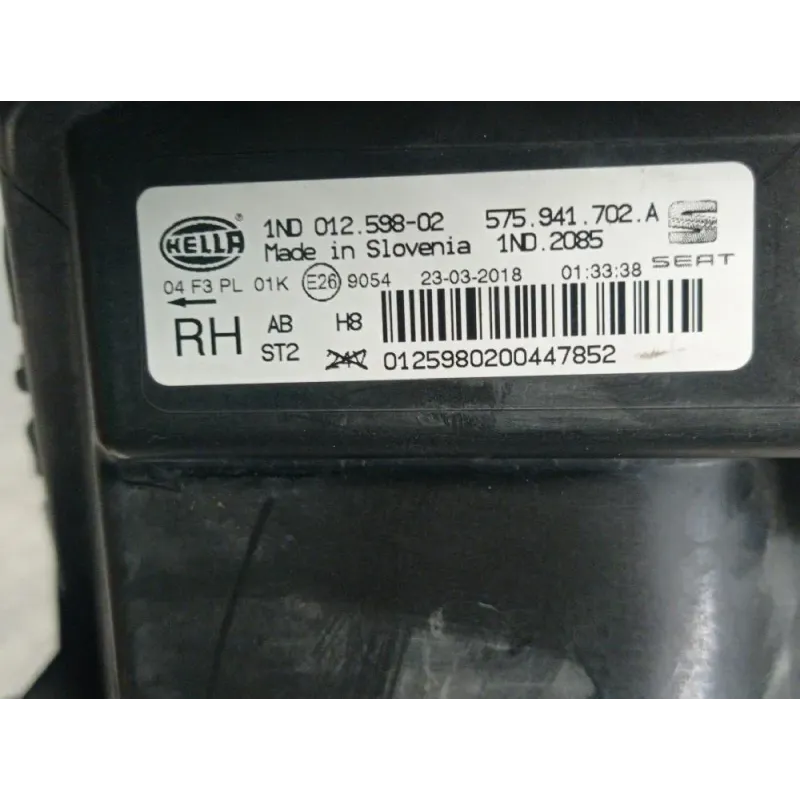 HELLA ® 1ND 012.598-02 575.941.702.A
Made in Slovenia 1ND.2085 SEAT
04 F3 PL 01K E26 9054 23-03-2018 01:33:38
RH AB H8
ST2 01259800200447852